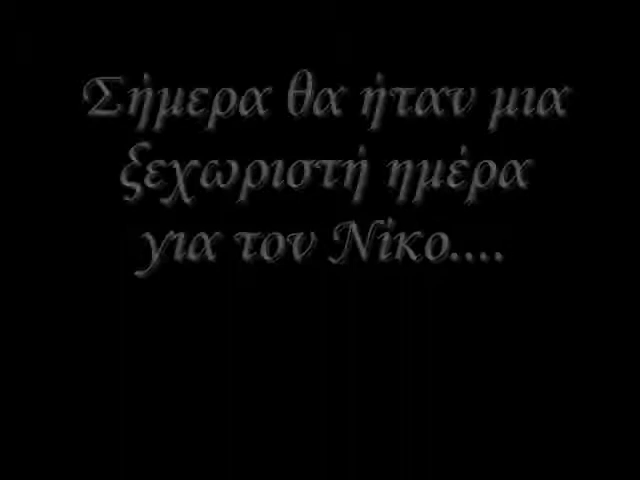 Σήμερα θα ήταν μια
ξεχωριστή ημέρα
για τον Νίκο....